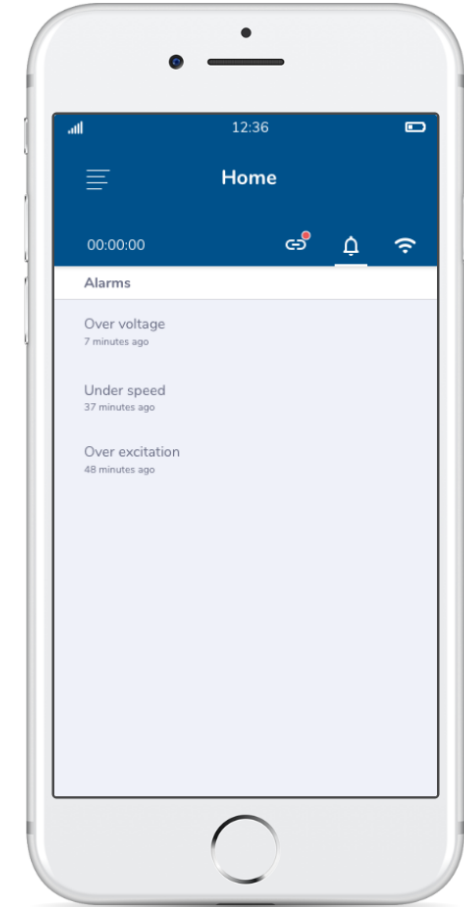 12:36
Home
00:00:00
Alarms
Over voltage
7 minutes ago
Under speed
37 minutes ago
Over excitation
48 minutes ago